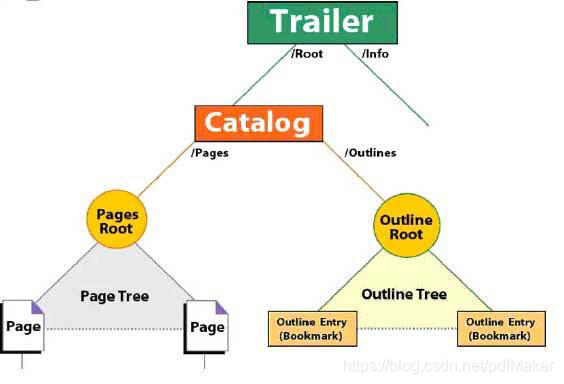 Trailer
/Root
/Info
Catalog
/Pages
/Outlines
Pages
Root
Outline
Root
Page Tree
Outline Tree
Page
Page
Outline Entry
(Bookmark)
Outline Entry
(Bookmark)
https://blog.csdn.net/pdfMaker